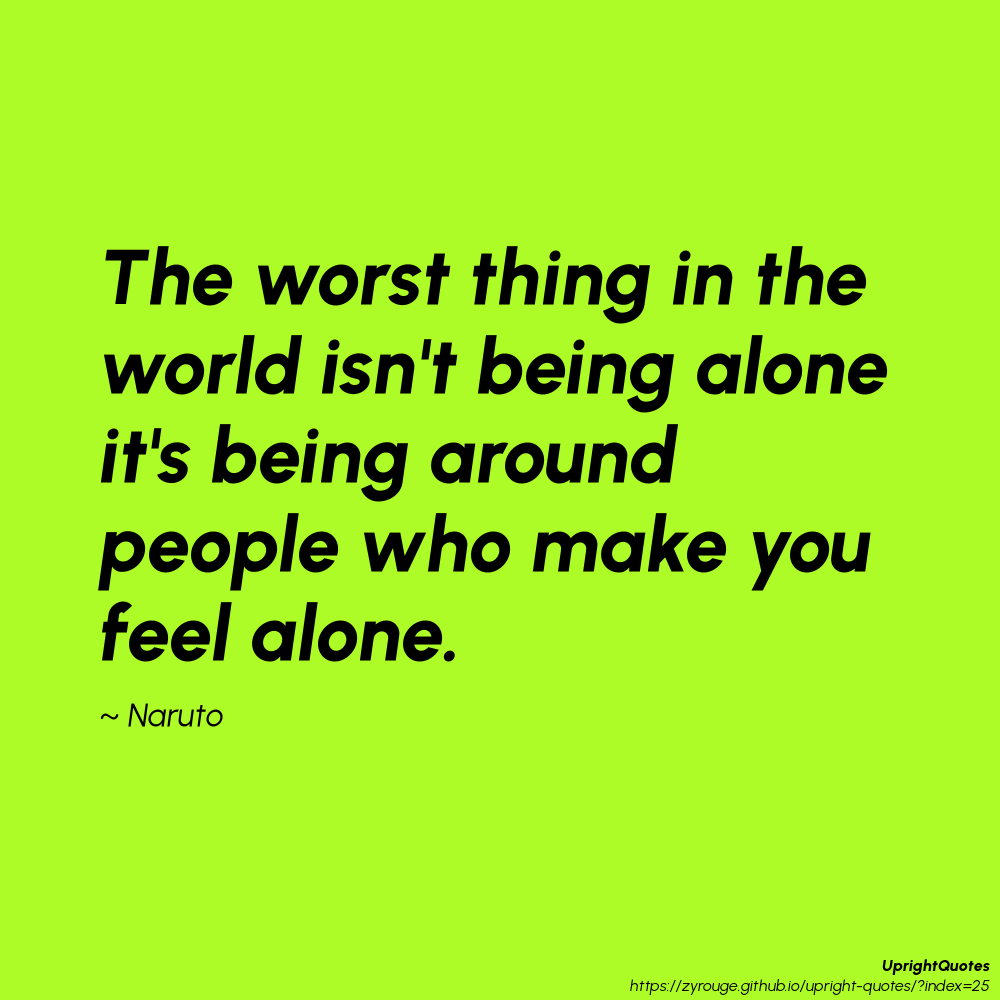 The worst thing in the
world isn't being alone
it's being around
people who make you
feel alone.
~ Naruto
UprightQuotes
https://zyrouge.github.io/upright-quotes/?index=25